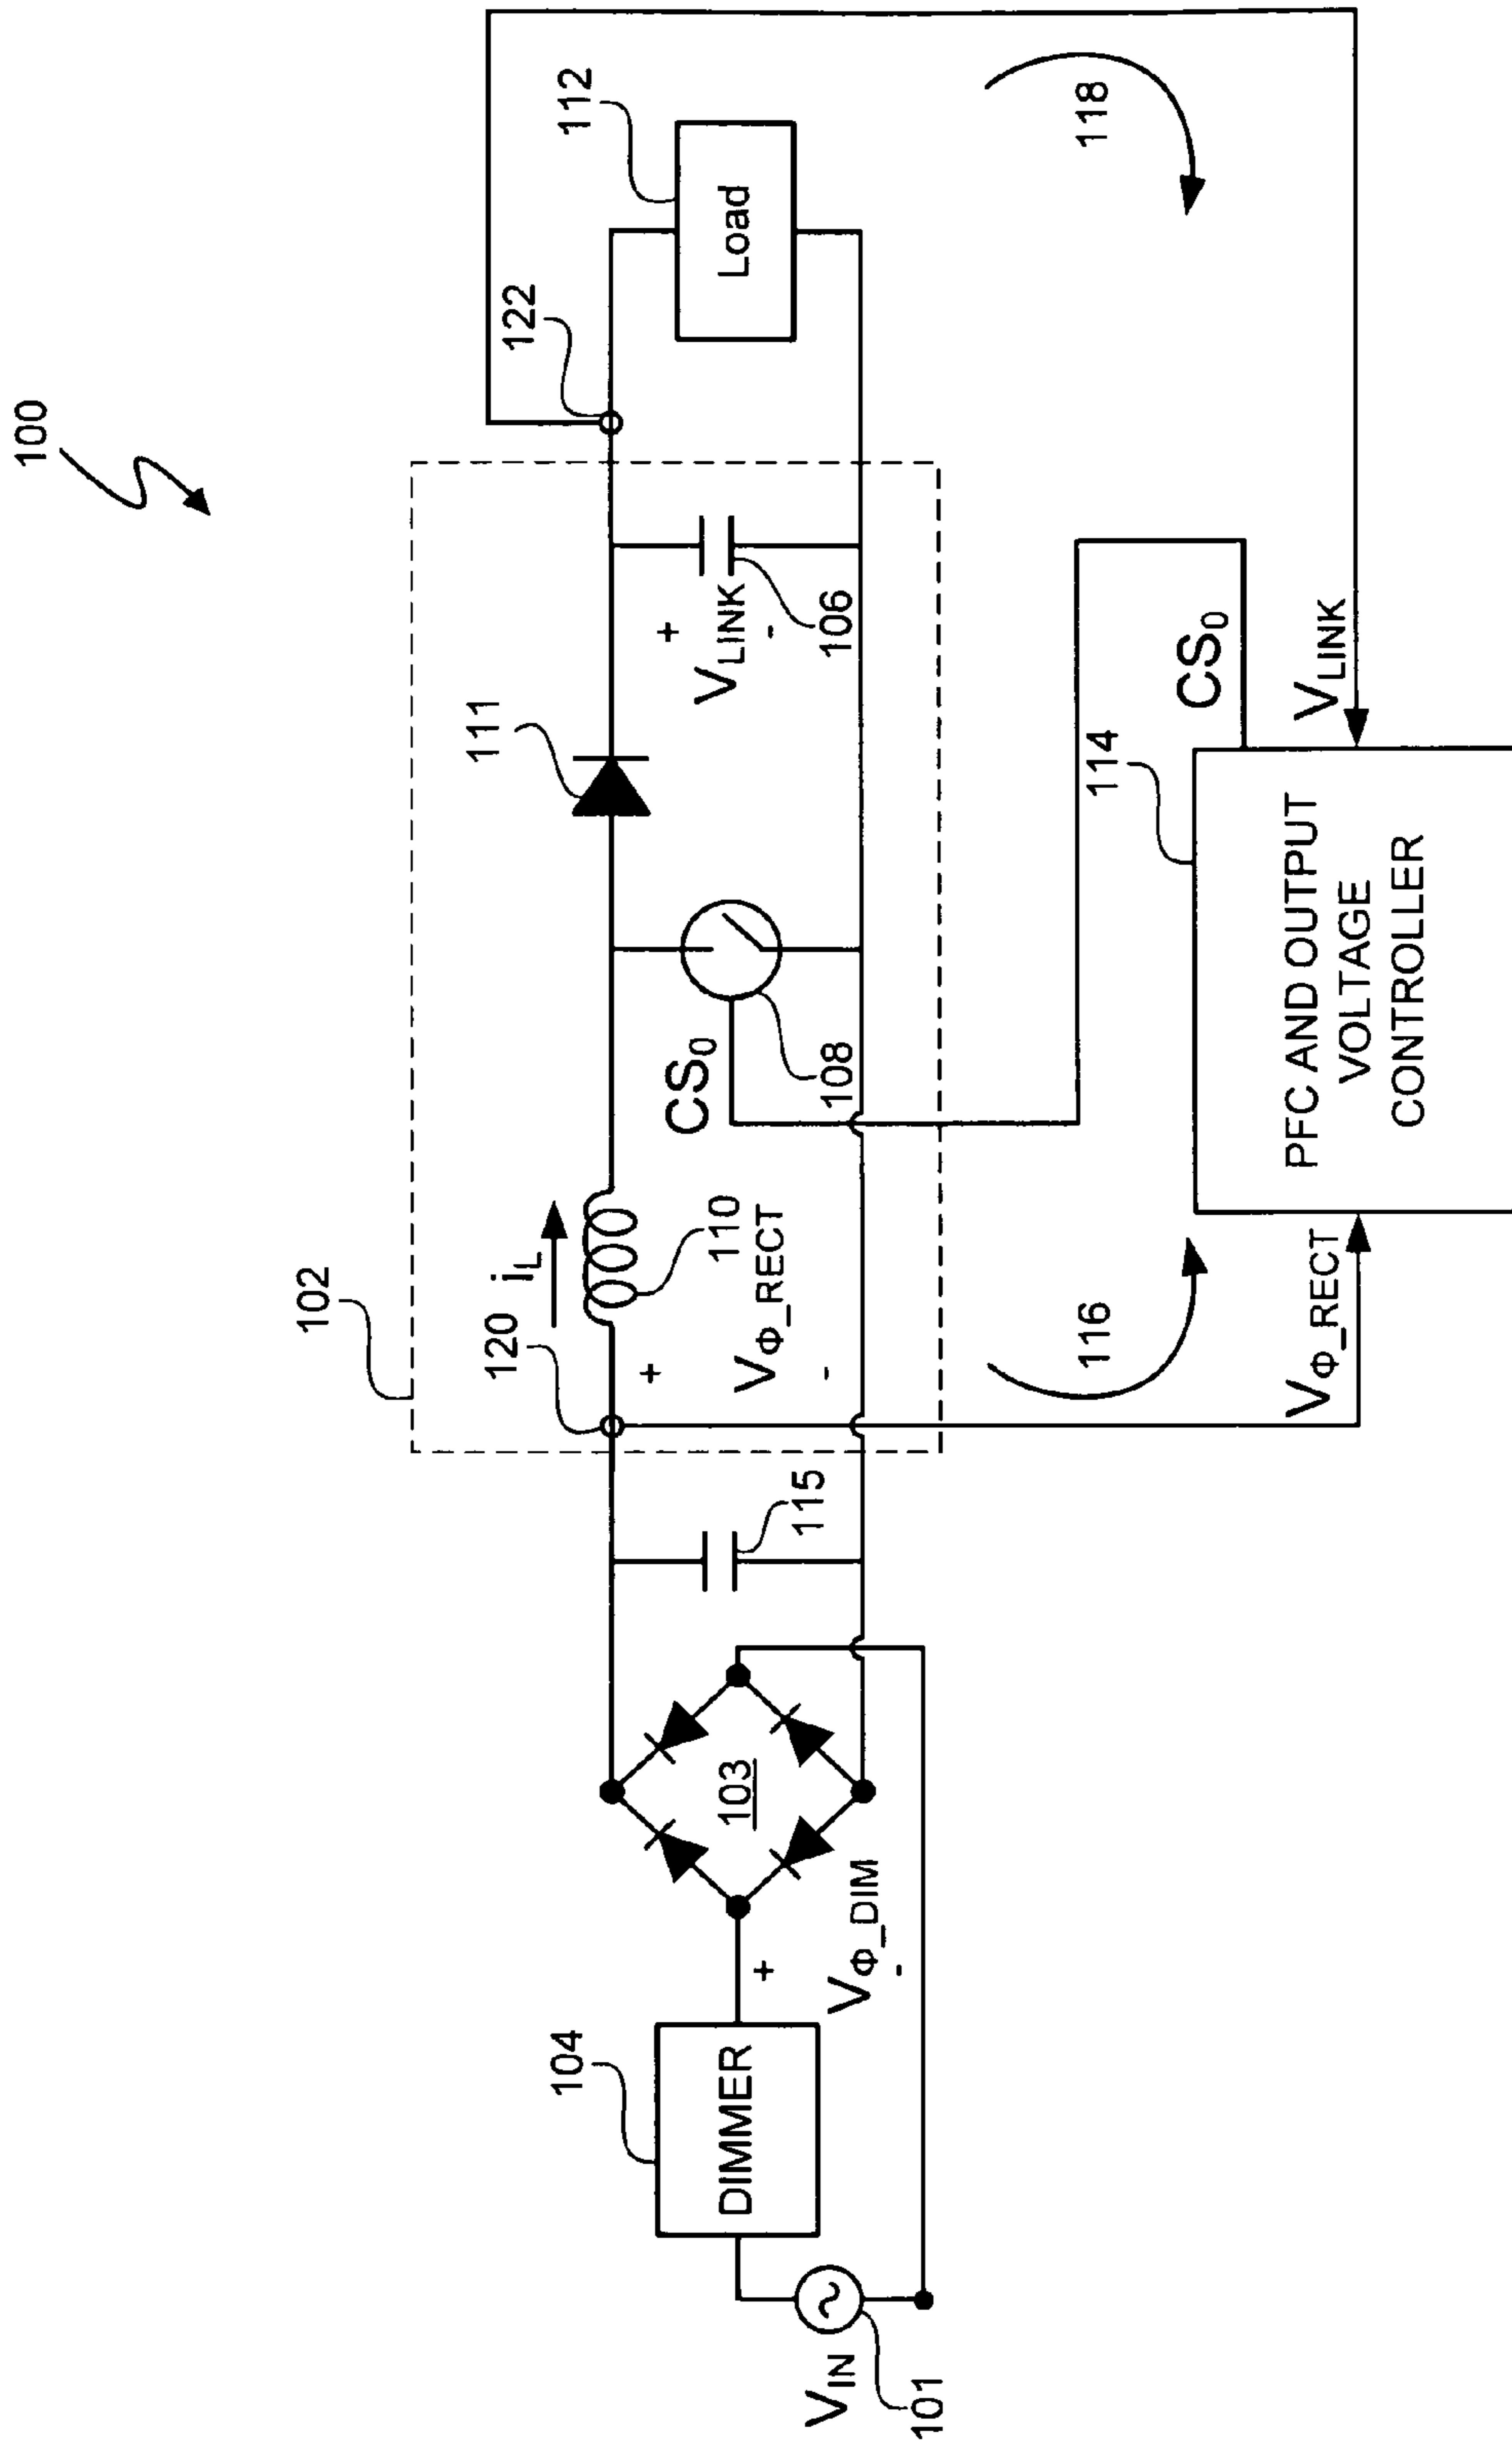 100
102
120
iL
111
122
112
Load
+
VΦ_RECT
-
110
CS0
108
+
VLINK
-
106
115
104
DIMMER
+
VΦ_DIM
-
103
VIN
101
116
118
VΦ_RECT
114
CS0
VLINK
PFC AND OUTPUT
VOLTAGE
CONTROLLER